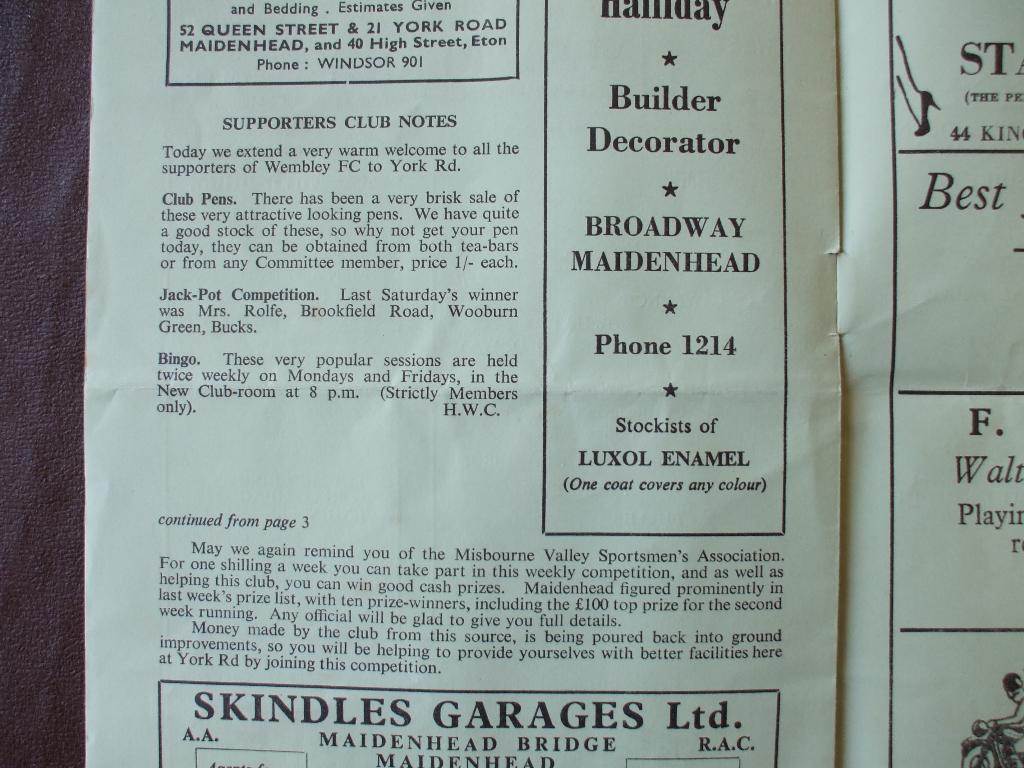 and Bedding . Estimates Given
52 QUEEN STREET & 21 YORK ROAD
MAIDENHEAD, and 40 High Street, Eton
Phone : WINDSOR 901
SUPPORTERS CLUB NOTES
Today we extend a very warm welcome to all the
supporters of Wembley FC to York Rd.
Club Pens. There has been a very brisk sale of
these very attractive looking pens. We have quite
a good stock of these, so why not get your pen
today, they can be obtained from both tea-bars
or from any Committee member, price 1/- each.
Jack-Pot Competition. Last Saturday's winner
was Mrs. Rolfe, Brookfield Road, Wooburn
Green, Bucks.
Bingo. These very popular sessions are held
twice weekly on Mondays and Fridays, in the
New Club-room at 8 p.m. (Strictly Members
only). H.W.C.
Halliday
Builder
Decorator
BROADWAY
MAIDENHEAD
Phone 1214
Stockists of
LUXOL ENAMEL
(One coat covers any colour)
continued from page 3
May we again remind you of the Misbourne Valley Sportsmen's Association.
For one shilling a week you can take part in this weekly competition, and as well as
helping this club, you can win good cash prizes. Maidenhead figured prominently in
last week's prize list, with ten prize-winners, including the £100 top prize for the second
week running. Any official will be glad to give you full details.
Money made by the club from this source, is being poured back into ground
improvements, so you will be helping to provide yourselves with better facilities here
at York Rd by joining this competition.
SKINDLES GARAGES Ltd.
A.A. MAIDENHEAD BRIDGE R.A.C.
MAIDENHEAD
(THE
44
Best
F.